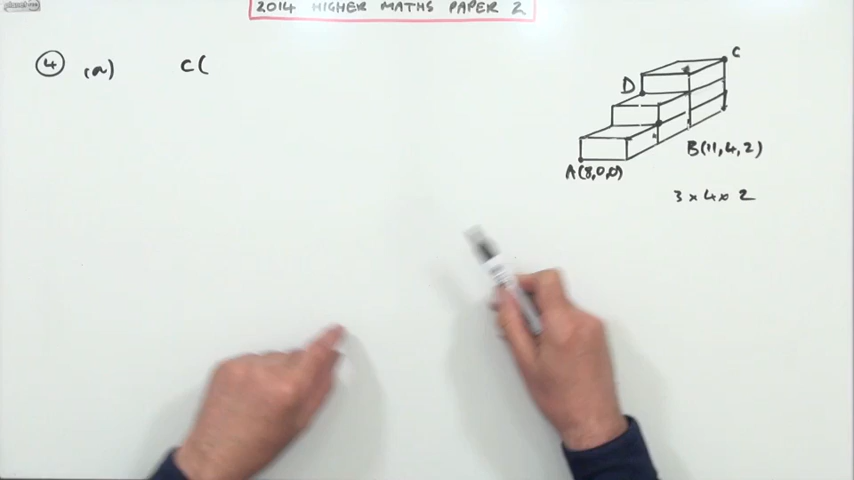 2014 HIGHER MATHS PAPER 2
4 (a) C(
C
D
B(11,4,2)
A(8,0,0)
3 x 4 x 2